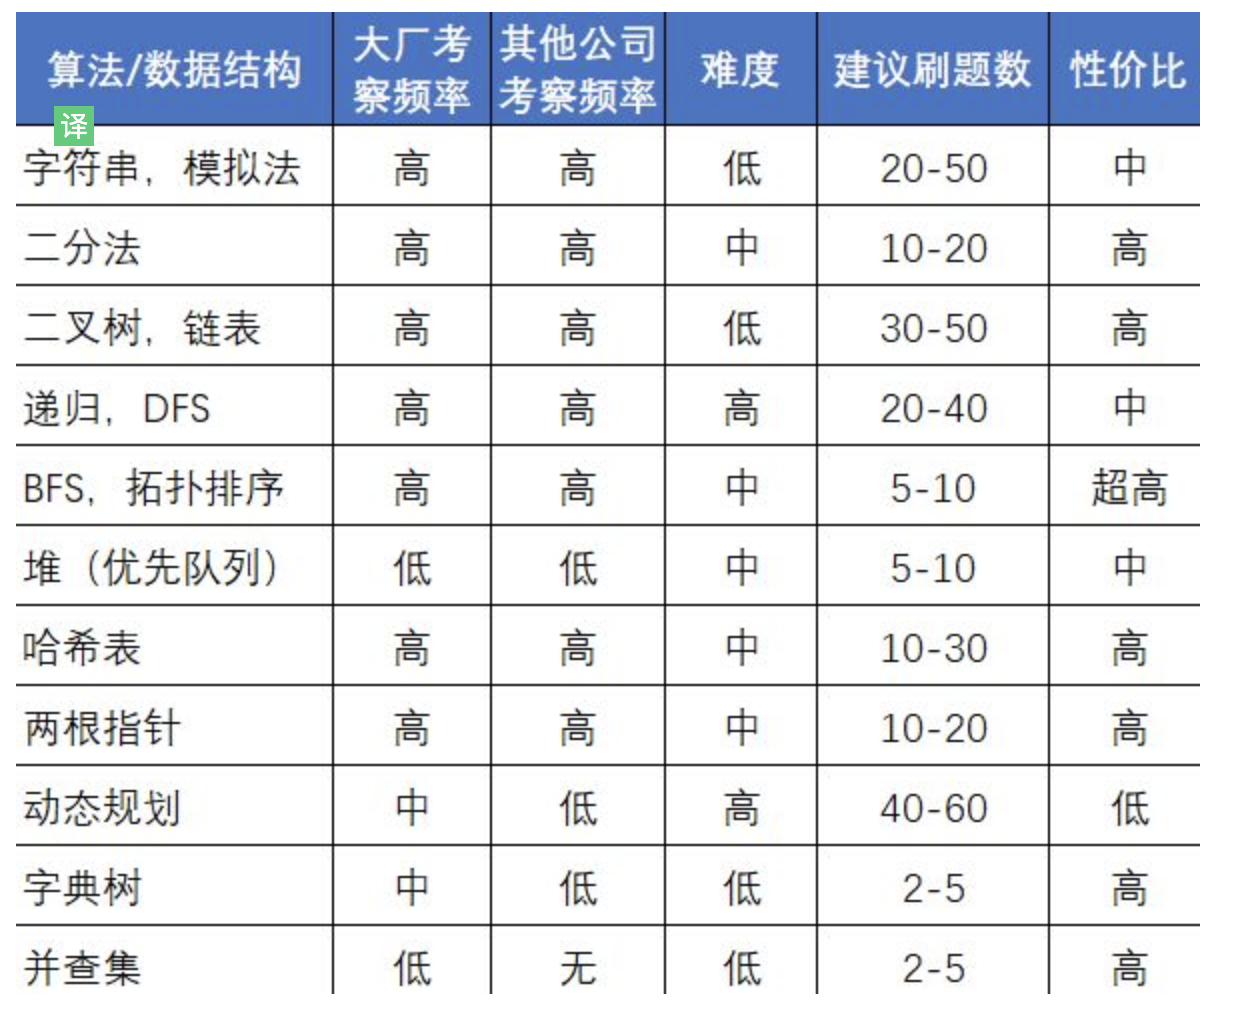 算法/数据结构 大厂考察频率 其他公司考察频率 难度 建议刷题数 性价比
译
字符串，模拟法 高 高 低 20-50 中
二分法 高 高 中 10-20 高
二叉树，链表 高 高 低 30-50 高
递归，DFS 高 高 高 20-40 中
BFS，拓扑排序 高 高 中 5-10 超高
堆（优先队列） 低 低 中 5-10 中
哈希表 高 高 中 10-30 高
两根指针 高 高 中 10-20 高
动态规划 中 低 高 40-60 低
字典树 中 低 低 2-5 高
并查集 低 无 低 2-5 高